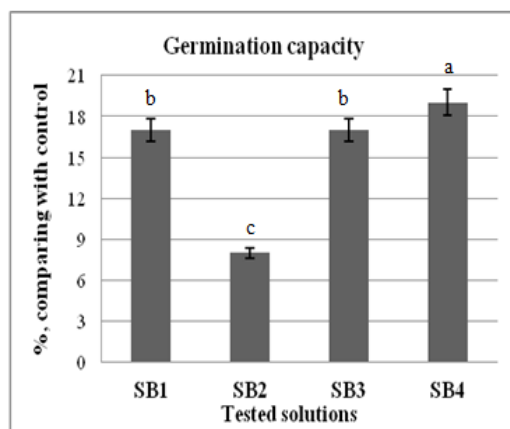 Germination capacity
%, comparing with control
21
18
15
12
9
6
3
0
b
c
b
a
SB1 SB2 SB3 SB4
Tested solutions